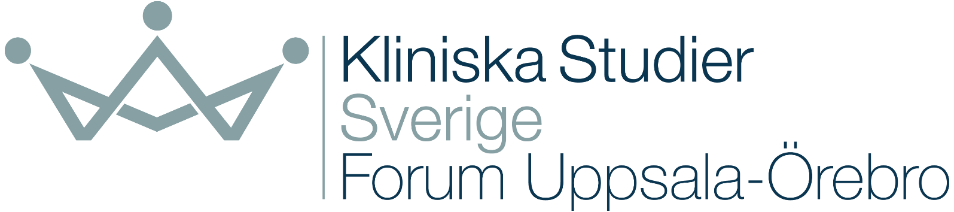 Kliniska Studier
Sverige
Forum Uppsala-Örebro